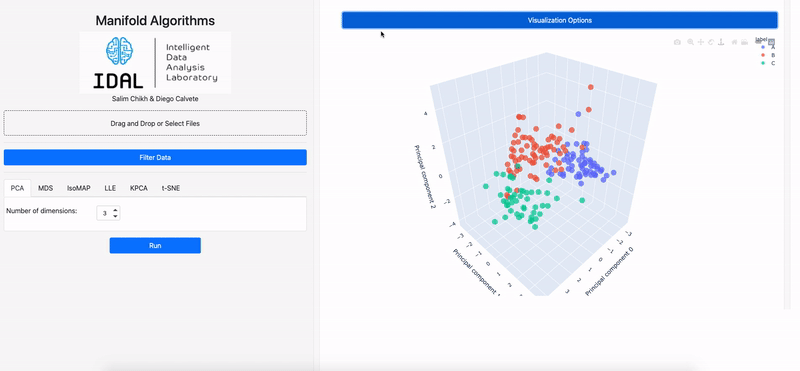 Manifold Algorithms
IDAL
Intelligent
Data
Analysis
Laboratory
Salim Chikh & Diego Calvete
Drag and Drop or Select Files
Filter Data
PCA MDS IsoMAP LLE KPCA t-SNE
Number of dimensions: 3
Run
Visualization Options
label
A
B
C
4
2
0
−2
Principal component 2
Principal component
Principal component 0